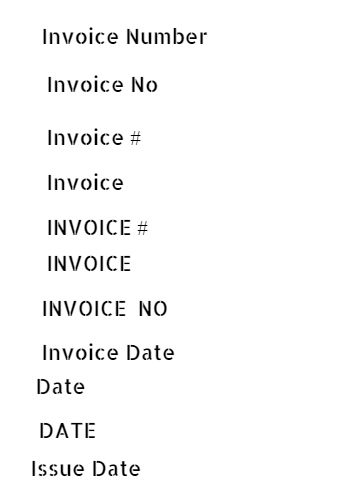 Invoice Number
Invoice No
Invoice #
Invoice
INVOICE #
INVOICE
INVOICE NO
Invoice Date
Date
DATE
Issue Date